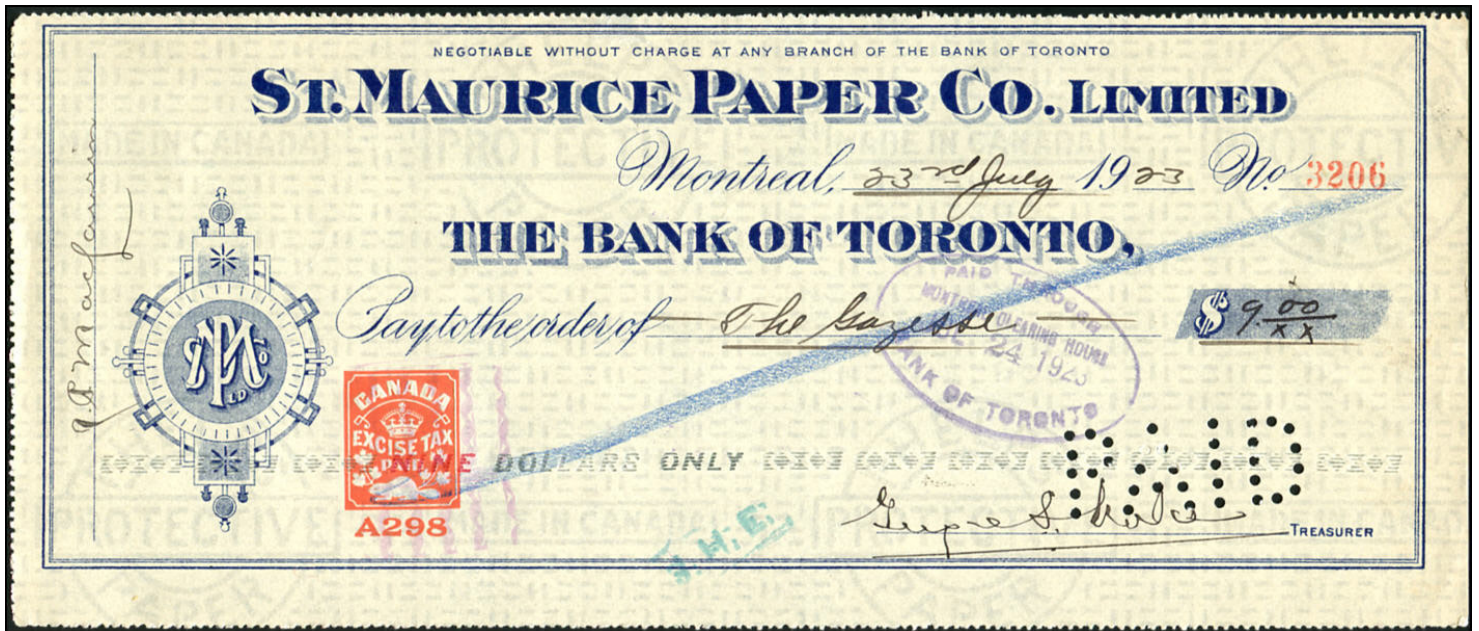 NEGOTIABLE WITHOUT CHARGE AT ANY BRANCH OF THE BANK OF TORONTO
ST. MAURICE PAPER CO. LIMITED
Montreal, 23rd July 1923 No. 3206
THE BANK OF TORONTO,
Pay to the order of The Gazette $ 9.00/xx
PAID THROUGH
MONTREAL CLEARING HOUSE
24 1923
BANK OF TORONTO
CANADA
EXCISE TAX
A298
NINE DOLLARS ONLY
PAID
J.H.E.
TREASURER
MADE IN CANADA
PROTECTIVE
PAPER